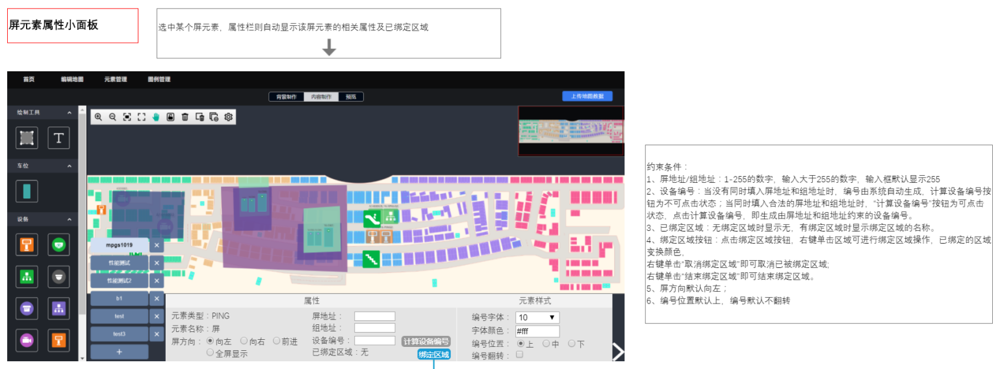 屏元素属性小面板
选中某个屏元素，属性栏则自动显示该屏元素的相关属性及已绑定区域
首页 编辑地图 元素管理 图例管理
背景制作 内容制作 预览
上传地图数据
绘制工具
T
车位
设备
mpgs1019 ×
性能测试 ×
性能测试2 ×
b1 ×
test ×
test3 ×
+
属性
元素类型：PING
元素名称：屏
屏方向： 向左 向右 前进
全屏显示
屏地址：
组地址：
设备编号： 计算设备编号
已绑定区域：无 绑定区域
元素样式
编号字体： 10
字体颜色： #fff
编号位置： 上 中 下
编号翻转：
约束条件：
1、屏地址/组地址：1-255的数字，输入大于255的数字，输入框默认显示255
2、设备编号：当没有同时填入屏地址和组地址时，编号由系统自动生成，计算设备编号按
钮为不可点击状态；当同时填入合法的屏地址和组地址时，“计算设备编号”按钮为可点击
状态，点击计算设备编号，即生成由屏地址和组地址约束的设备编号。
3、已绑定区域：无绑定区域时显示无，有绑定区域时显示绑定区域的名称。
4、绑定区域按钮：点击绑定区域按钮，右键单击区域可进行绑定区域操作，已绑定的区域
变换颜色，
右键单击“取消绑定区域”即可取消已被绑定区域;
右键单击“结束绑定区域”即可结束绑定区域。
5、屏方向默认向左；
6、编号位置默认上，编号默认不翻转